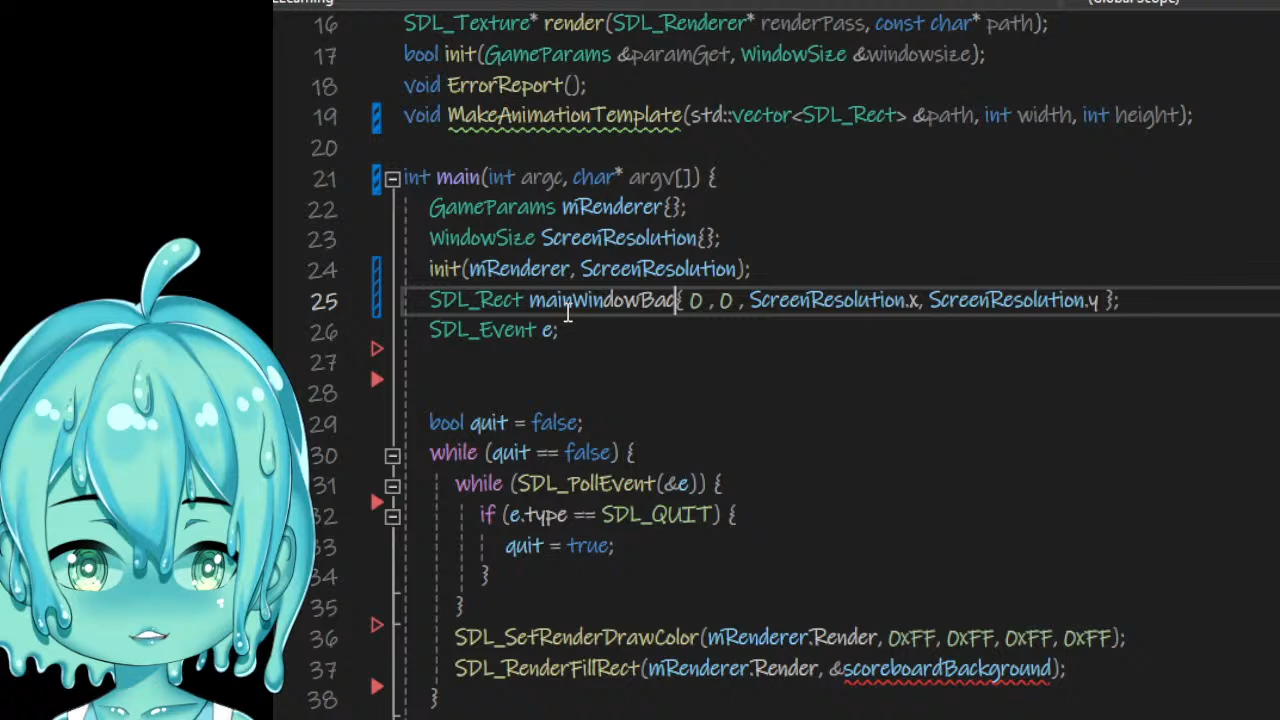 16 SDL_Texture* render(SDL_Renderer* renderPass, const char* path);
17 bool init(GameParams &paramGet, WindowSize &windowsize);
18 void ErrorReport();
19 void MakeAnimationTemplate(std::vector<SDL_Rect> &path, int width, int height);
20
21 int main(int argc, char* argv[]) {
22 GameParams mRenderer{};
23 WindowSize ScreenResolution{};
24 init(mRenderer, ScreenResolution);
25 SDL_Rect mainWindowBac{ 0 , 0 , ScreenResolution.x, ScreenResolution.y };
26 SDL_Event e;
27
28
29 bool quit = false;
30 while (quit == false) {
31 while (SDL_PollEvent(&e)) {
32 if (e.type == SDL_QUIT) {
33 quit = true;
34 }
35 }
36 SDL_SetRenderDrawColor(mRenderer.Render, 0xFF, 0xFF, 0xFF, 0xFF);
37 SDL_RenderFillRect(mRenderer.Render, &scoreboardBackground);
38 }